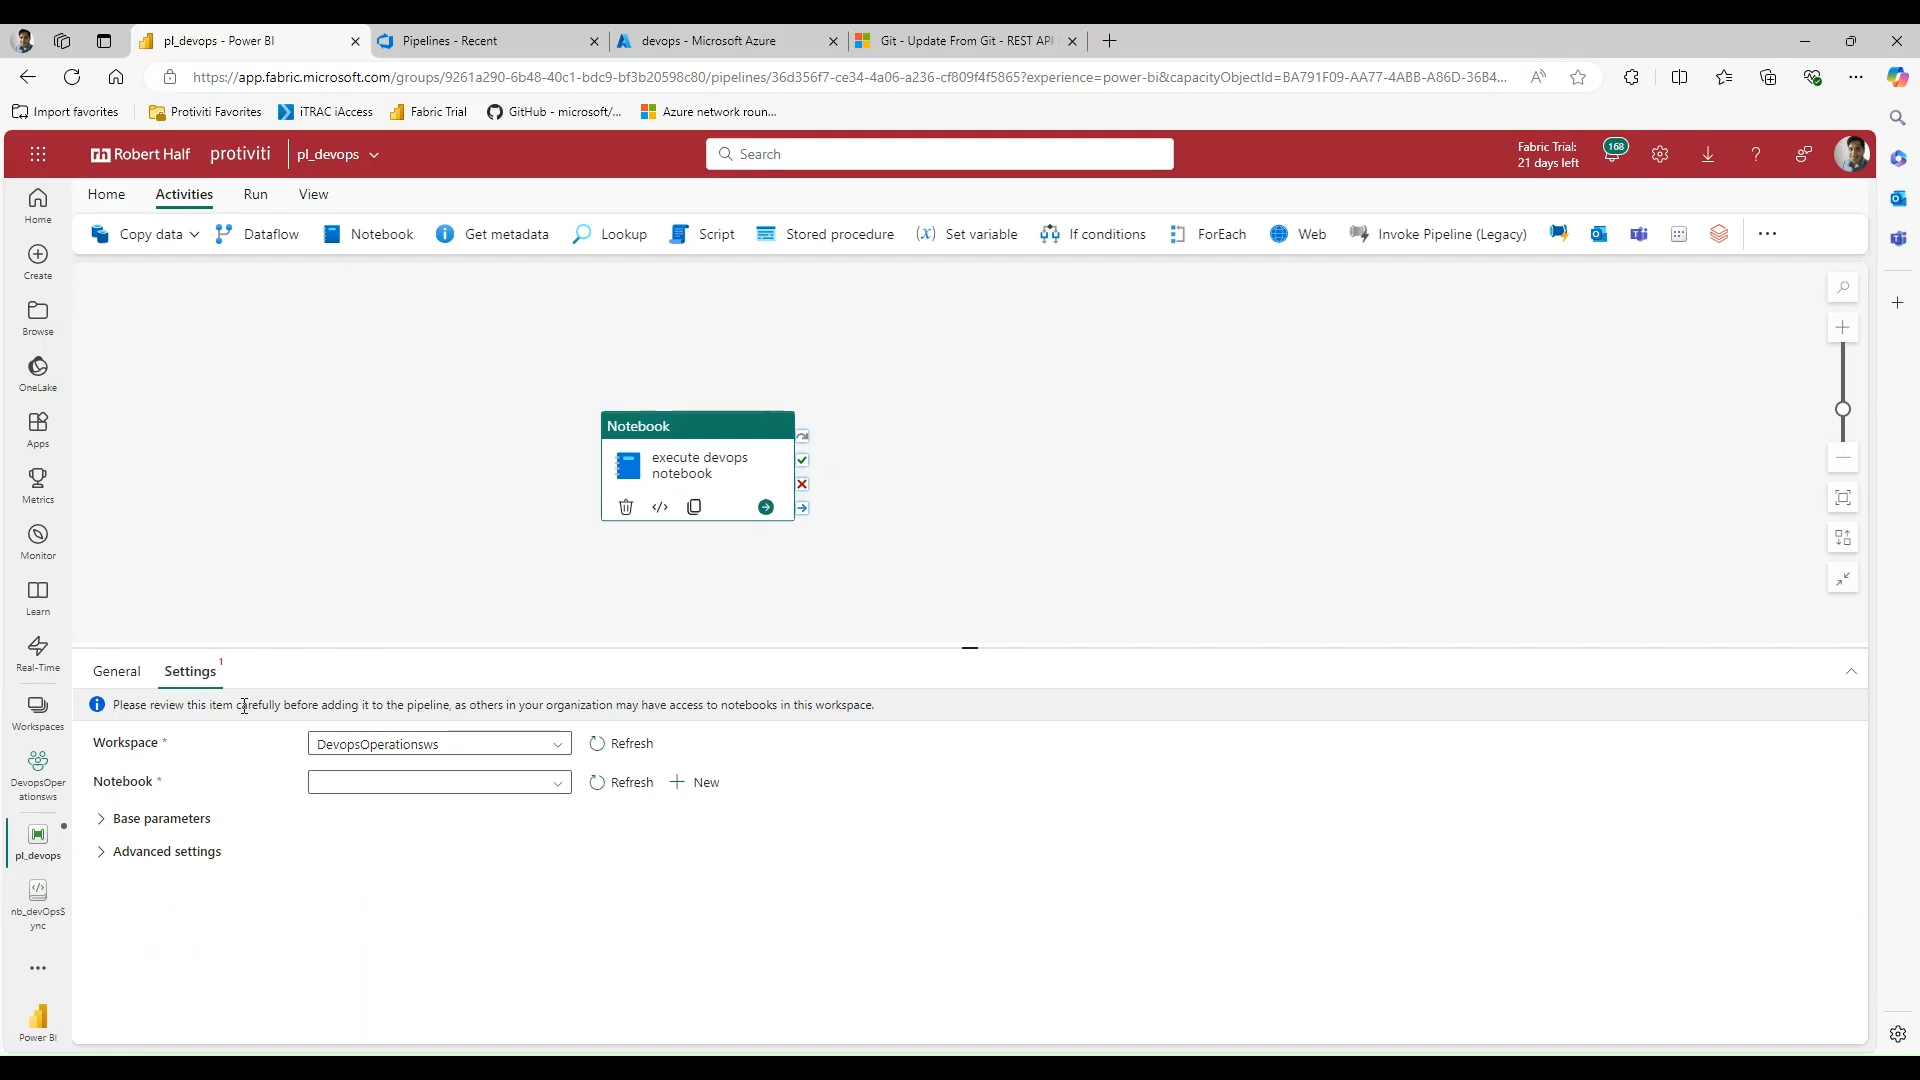 pl_devops - Power BI
Pipelines - Recent
devops - Microsoft Azure
Git - Update From Git - REST API
https://app.fabric.microsoft.com/groups/9261a290-6b48-40c1-bdc9-bf3b20598c80/pipelines/36d356f7-ce34-4a06-a236-cf809f4f5865?experience=power-bi&capacityObjectId=BA791F09-AA77-4ABB-A86D-36B4...
Import favorites
Protiviti Favorites
iTRAC iAccess
Fabric Trial
GitHub - microsoft/...
Azure network roun...
rh Robert Half protiviti pl_devops
Search
Fabric Trial:
21 days left
168
Home Activities Run View
Copy data Dataflow Notebook Get metadata Lookup Script Stored procedure (x) Set variable If conditions ForEach Web Invoke Pipeline (Legacy)
Home
Create
Browse
OneLake
Apps
Metrics
Monitor
Learn
Real-Time
Workspaces
DevopsOper
ationsws
pl_devops
nb_devOpsS
ync
Power BI
Notebook
execute devops
notebook
General Settings 1
Please review this item carefully before adding it to the pipeline, as others in your organization may have access to notebooks in this workspace.
Workspace * DevopsOperationsws Refresh
Notebook * Refresh New
Base parameters
Advanced settings